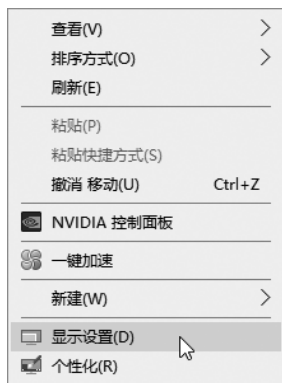 查看(V)
排序方式(O)
刷新(E)
粘贴(P)
粘贴快捷方式(S)
撤消 移动(U) Ctrl+Z
NVIDIA 控制面板
一键加速
新建(W)
显示设置(D)
个性化(R)